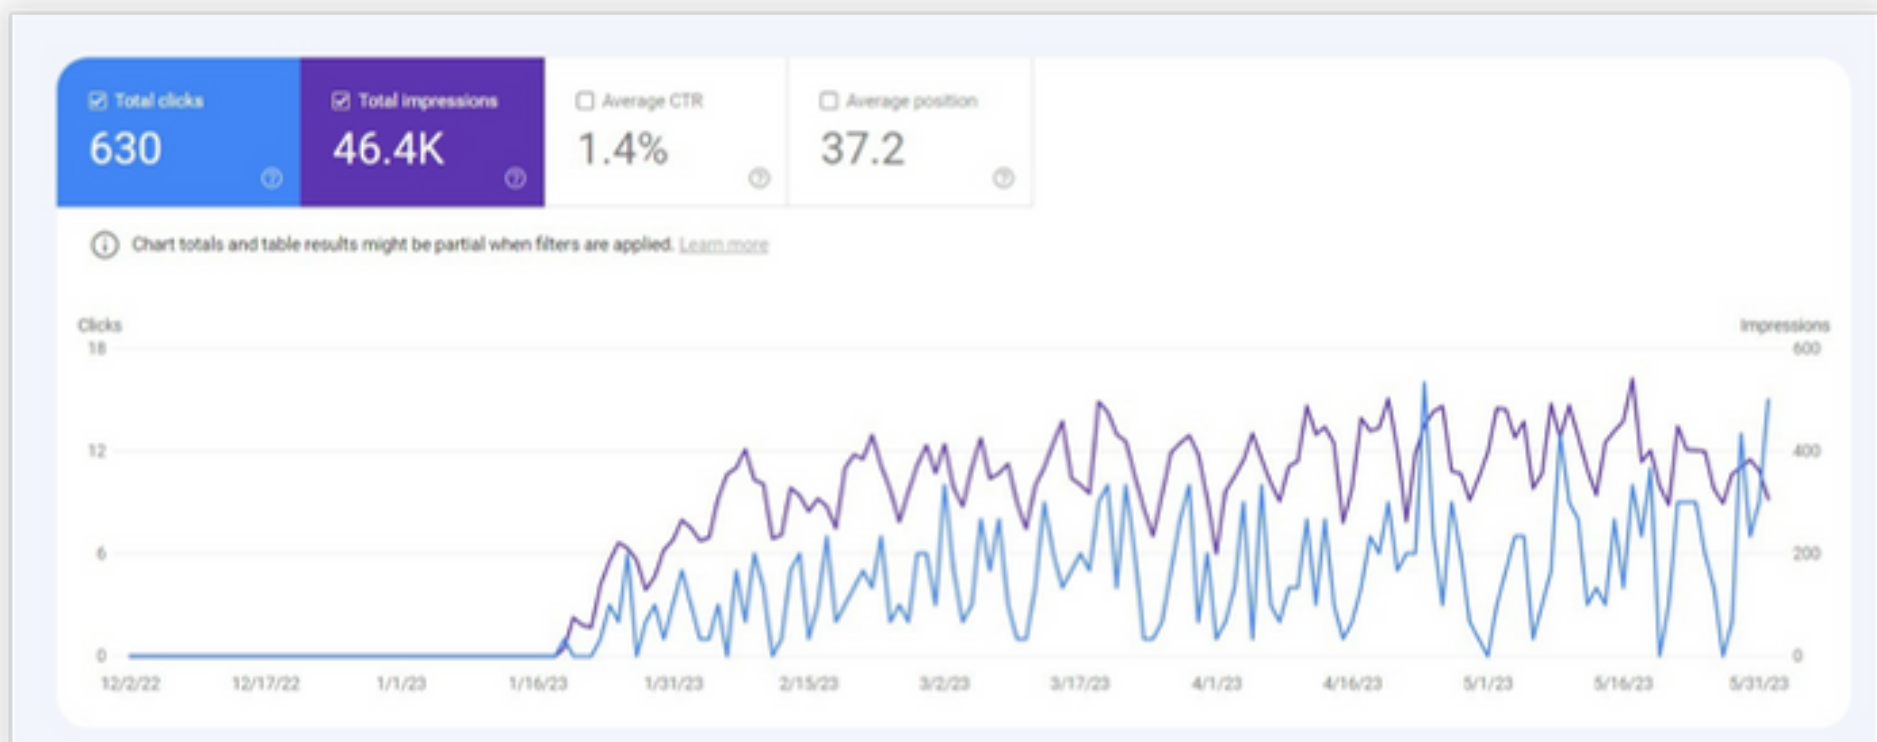 Total clicks Total impressions Average CTR Average position
630 46.4K 1.4% 37.2
Chart totals and table results might be partial when filters are applied. Learn more
Clicks Impressions
18 600
12 400
6 200
0 0
12/2/22 12/17/22 1/1/23 1/16/23 1/31/23 2/15/23 3/2/23 3/17/23 4/1/23 4/16/23 5/1/23 5/16/23 5/31/23